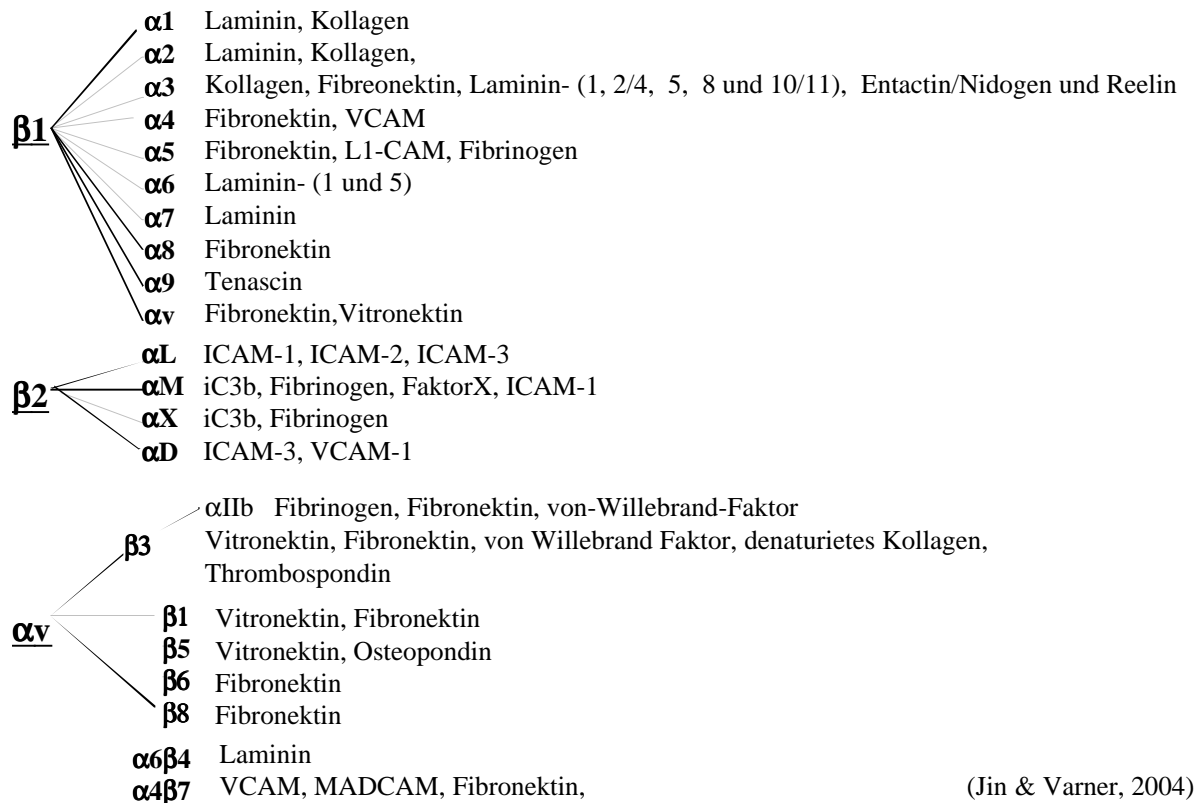 α1 Laminin, Kollagen
α2 Laminin, Kollagen,
α3 Kollagen, Fibreonektin, Laminin- (1, 2/4, 5, 8 und 10/11), Entactin/Nidogen und Reelin
β1 α4 Fibronektin, VCAM
α5 Fibronektin, L1-CAM, Fibrinogen
α6 Laminin- (1 und 5)
α7 Laminin
α8 Fibronektin
α9 Tenascin
αv Fibronektin,Vitronektin
αL ICAM-1, ICAM-2, ICAM-3
β2 αM iC3b, Fibrinogen, FaktorX, ICAM-1
αX iC3b, Fibrinogen
αD ICAM-3, VCAM-1
αIIb Fibrinogen, Fibronektin, von-Willebrand-Faktor
β3 Vitronektin, Fibronektin, von Willebrand Faktor, denaturietes Kollagen,
Thrombospondin
β1 Vitronektin, Fibronektin
αv β5 Vitronektin, Osteopondin
β6 Fibronektin
β8 Fibronektin
α6β4 Laminin
α4β7 VCAM, MADCAM, Fibronektin, (Jin & Varner, 2004)